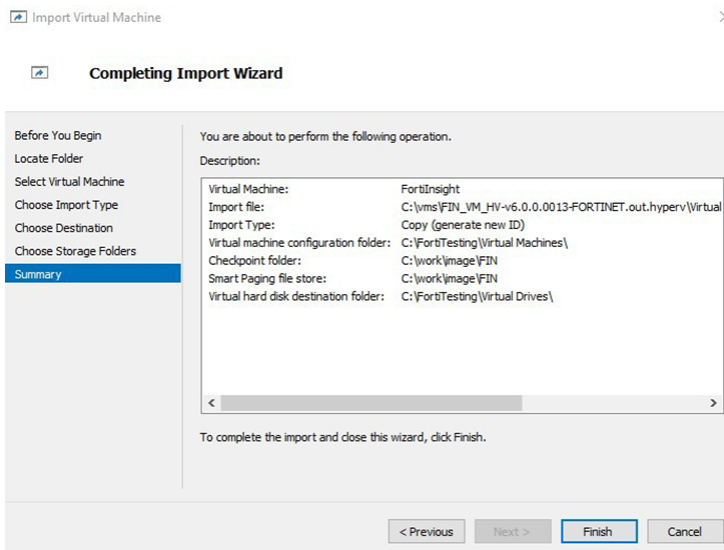 Import Virtual Machine
Completing Import Wizard
Before You Begin
Locate Folder
Select Virtual Machine
Choose Import Type
Choose Destination
Choose Storage Folders
Summary
You are about to perform the following operation.
Description:
Virtual Machine: FortiInsight
Import file: C:\vms\FIN_VM_HV-v6.0.0.0013-FORTINET.out.hyperv\Virtual
Import Type: Copy (generate new ID)
Virtual machine configuration folder: C:\FortiTesting\Virtual Machines\
Checkpoint folder: C:\work\image\FIN
Smart Paging file store: C:\work\image\FIN
Virtual hard disk destination folder: C:\FortiTesting\Virtual Drives\
To complete the import and close this wizard, click Finish.
< Previous Next > Finish Cancel